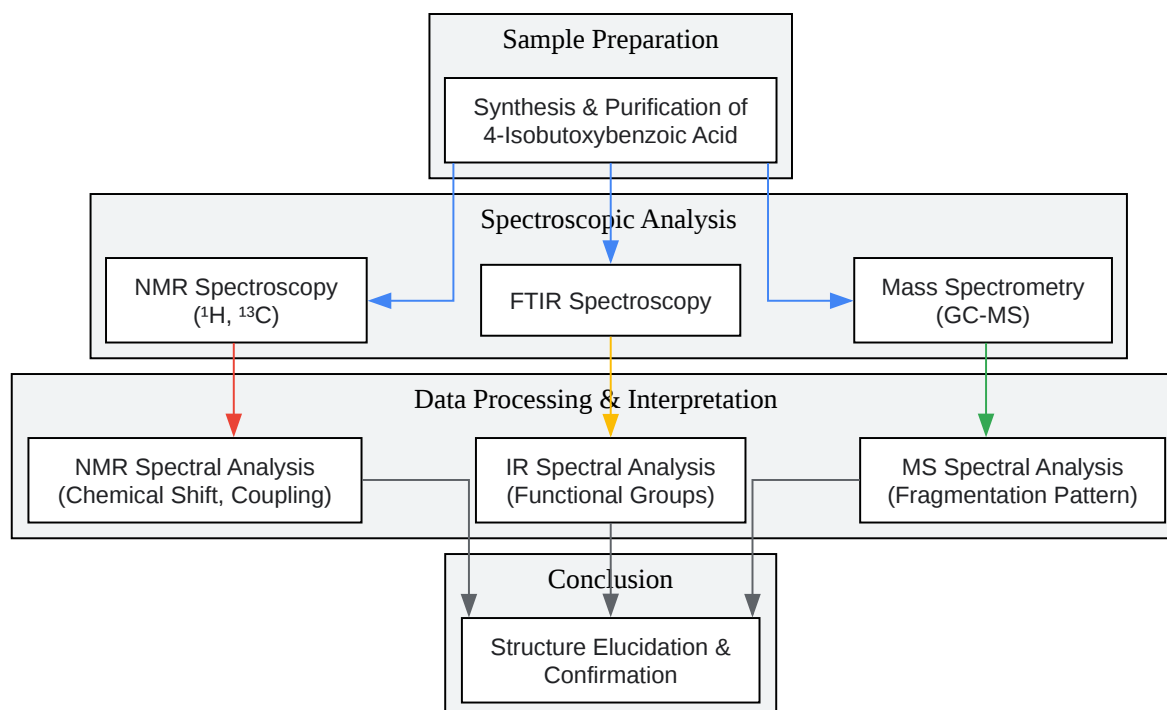 Sample Preparation
Synthesis & Purification of
4-Isobutoxybenzoic Acid
Spectroscopic Analysis
NMR Spectroscopy
(¹H, ¹³C)
FTIR Spectroscopy
Mass Spectrometry
(GC-MS)
Data Processing & Interpretation
NMR Spectral Analysis
(Chemical Shift, Coupling)
IR Spectral Analysis
(Functional Groups)
MS Spectral Analysis
(Fragmentation Pattern)
Conclusion
Structure Elucidation &
Confirmation